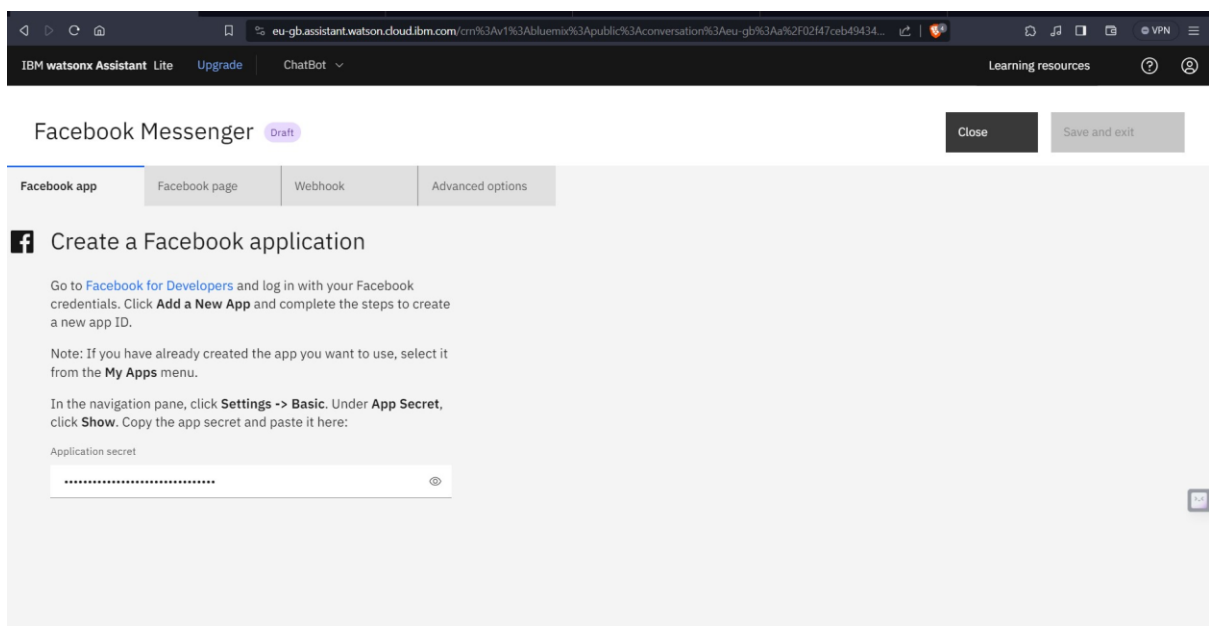 eu-gb.assistant.watson.cloud.ibm.com/crn%3Av1%3Abluemix%3Apublic%3Aconversation%3Aeu-gb%3Aa%2F02f47ceb49434...
VPN
IBM watsonx Assistant Lite Upgrade ChatBot Learning resources
Facebook Messenger Draft Close Save and exit
Facebook app Facebook page Webhook Advanced options
Create a Facebook application
Go to Facebook for Developers and log in with your Facebook
credentials. Click Add a New App and complete the steps to create
a new app ID.
Note: If you have already created the app you want to use, select it
from the My Apps menu.
In the navigation pane, click Settings -> Basic. Under App Secret,
click Show. Copy the app secret and paste it here:
Application secret